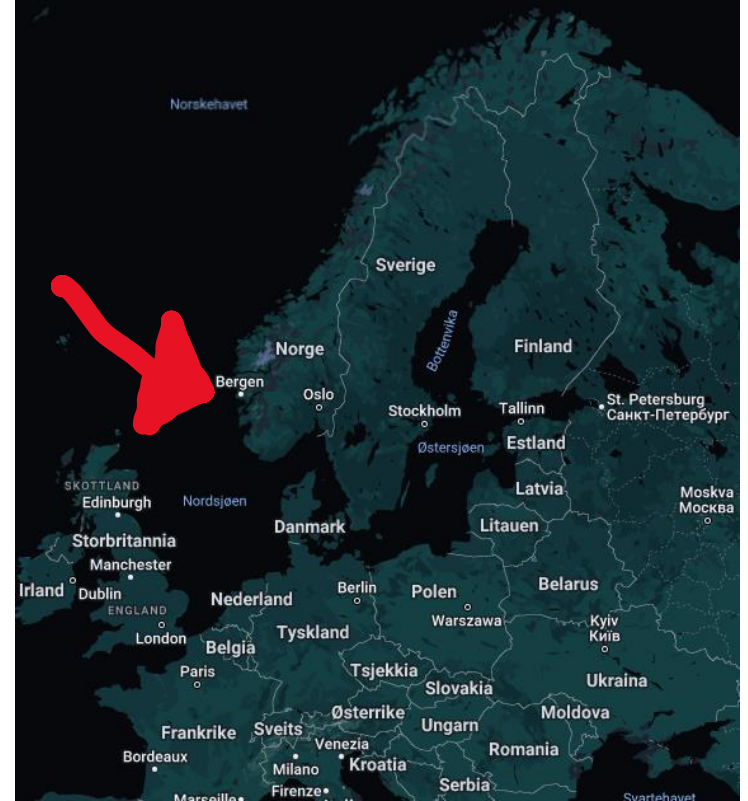 Norskehavet
Sverige
Bottenvika
Norge
Finland
Bergen
Oslo
Stockholm
Tallinn
St. Petersburg
Санкт-Петербург
Østersjøen
Estland
SKOTTLAND
Edinburgh
Nordsjøen
Latvia
Moskva
Москва
Danmark
Litauen
Storbritannia
Manchester
Irland
Dublin
ENGLAND
Nederland
Berlin
Polen
Belarus
London
Belgia
Tyskland
Warszawa
Kyiv
Київ
Paris
Tsjekkia
Slovakia
Ukraina
Frankrike
Sveits
Østerrike
Ungarn
Moldova
Bordeaux
Venezia
Kroatia
Romania
Milano
Firenze
Serbia
Marseille
Svartehavet